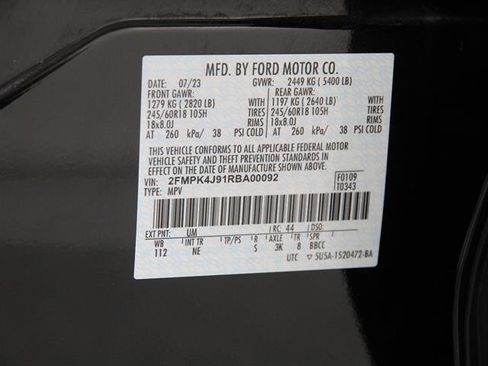 MFD. BY FORD MOTOR CO.
DATE: 07/23 GVWR: 2449 KG ( 5400 LB)
FRONT GAWR: REAR GAWR:
1279 KG ( 2820 LB) WITH 1197 KG ( 2640 LB) WITH
245/60R18 105H TIRES 245/60R18 105H TIRES
18x8.0J RIMS 18x8.0J RIMS
AT 260 kPa/ 38 PSI COLD AT 260 kPa/ 38 PSI COLD
THIS VEHICLE CONFORMS TO ALL APPLICABLE FEDERAL MOTOR
VEHICLE SAFETY AND THEFT PREVENTION STANDARDS IN
EFFECT ON THE DATE OF MANUFACTURE SHOWN ABOVE.
VIN: 2FMPK4J91RBA00092 F0109
TYPE: MPV T0343
EXT PNT: UM RC: 44 DSO:
WB INT TR TP/PS R AXLE TR SPR
112 NE S 3K 8 BBCC
UTC ▽ 5U5A-1520472-BA